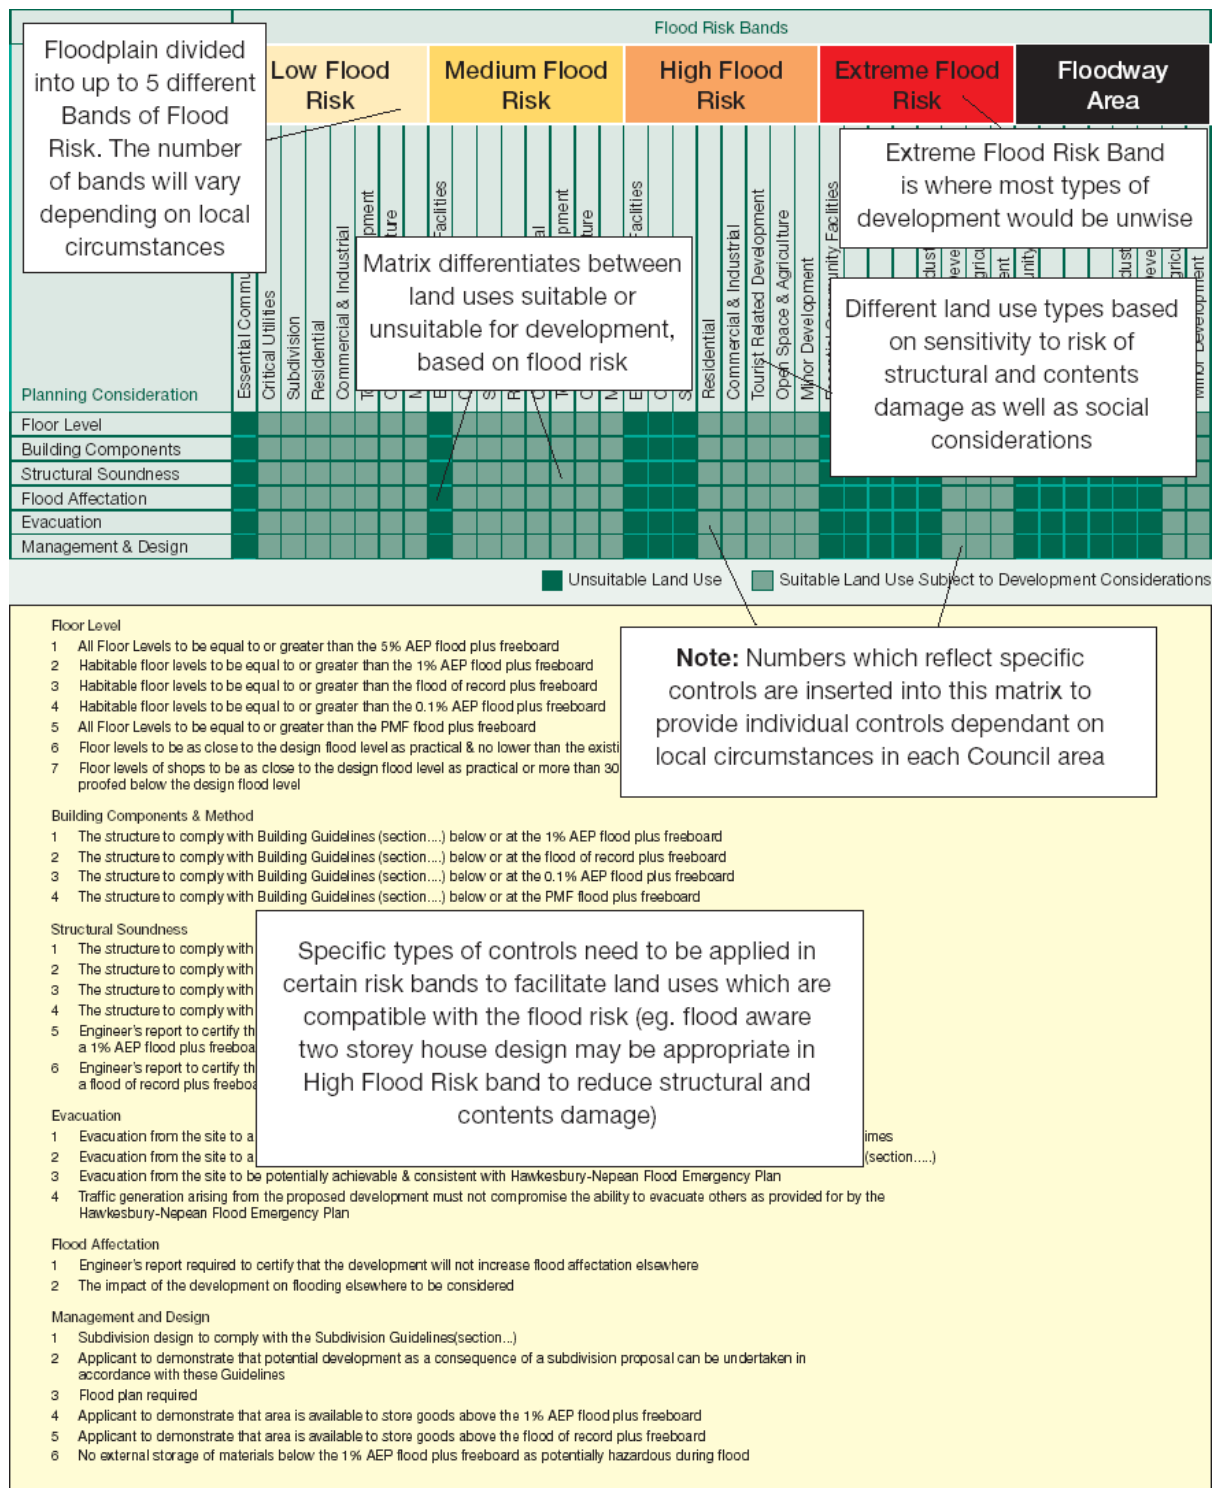 Flood Risk Bands
Floodplain divided
into up to 5 different
Bands of Flood
Risk. The number
of bands will vary
depending on local
circumstances
Low Flood
Risk
Medium Flood
Risk
High Flood
Risk
Extreme Flood
Risk
Floodway
Area
Extreme Flood Risk Band
is where most types of
development would be unwise
Matrix differentiates between
land uses suitable or
unsuitable for development,
based on flood risk
Different land use types based
on sensitivity to risk of
structural and contents
damage as well as social
considerations
Planning Consideration
Essential Commu
Critical Utilities
Subdivision
Residential
Commercial & Industrial
Facilities
Facilities
Residential
Commercial & Industrial
Tourist Related Development
Open Space & Agriculture
Minor Development
Facilities
Minor Development
Floor Level
Building Components
Structural Soundness
Flood Affectation
Evacuation
Management & Design
Unsuitable Land Use
Suitable Land Use Subject to Development Considerations
Floor Level
1 All Floor Levels to be equal to or greater than the 5% AEP flood plus freeboard
2 Habitable floor levels to be equal to or greater than the 1% AEP flood plus freeboard
3 Habitable floor levels to be equal to or greater than the flood of record plus freeboard
4 Habitable floor levels to be equal to or greater than the 0.1% AEP flood plus freeboard
5 All Floor Levels to be equal to or greater than the PMF flood plus freeboard
6 Floor levels to be as close to the design flood level as practical & no lower than the existi
7 Floor levels of shops to be as close to the design flood level as practical or more than 30
proofed below the design flood level
Note: Numbers which reflect specific
controls are inserted into this matrix to
provide individual controls dependant on
local circumstances in each Council area
Building Components & Method
1 The structure to comply with Building Guidelines (section....) below or at the 1% AEP flood plus freeboard
2 The structure to comply with Building Guidelines (section....) below or at the flood of record plus freeboard
3 The structure to comply with Building Guidelines (section....) below or at the 0.1% AEP flood plus freeboard
4 The structure to comply with Building Guidelines (section....) below or at the PMF flood plus freeboard
Structural Soundness
1 The structure to comply with
2 The structure to comply with
3 The structure to comply with
4 The structure to comply with
5 Engineer's report to certify th
a 1% AEP flood plus freeboa
6 Engineer's report to certify th
a flood of record plus freeboa
Specific types of controls need to be applied in
certain risk bands to facilitate land uses which are
compatible with the flood risk (eg. flood aware
two storey house design may be appropriate in
High Flood Risk band to reduce structural and
contents damage)
Evacuation
1 Evacuation from the site to a imes
2 Evacuation from the site to a (section.....)
3 Evacuation from the site to be potentially achievable & consistent with Hawkesbury-Nepean Flood Emergency Plan
4 Traffic generation arising from the proposed development must not compromise the ability to evacuate others as provided for by the
Hawkesbury-Nepean Flood Emergency Plan
Flood Affectation
1 Engineer's report required to certify that the development will not increase flood affectation elsewhere
2 The impact of the development on flooding elsewhere to be considered
Management and Design
1 Subdivision design to comply with the Subdivision Guidelines(section...)
2 Applicant to demonstrate that potential development as a consequence of a subdivision proposal can be undertaken in
accordance with these Guidelines
3 Flood plan required
4 Applicant to demonstrate that area is available to store goods above the 1% AEP flood plus freeboard
5 Applicant to demonstrate that area is available to store goods above the flood of record plus freeboard
6 No external storage of materials below the 1% AEP flood plus freeboard as potentially hazardous during flood